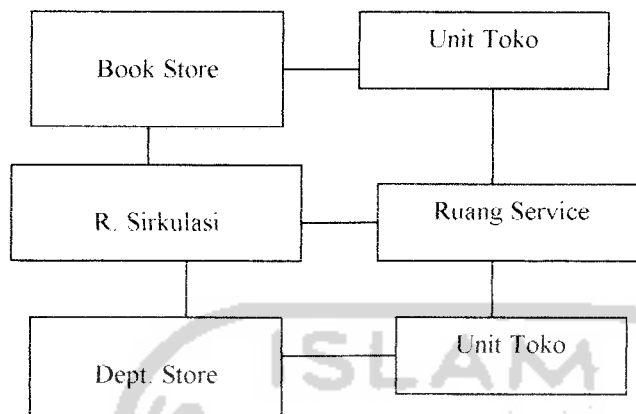 Book Store
Unit Toko
R. Sirkulasi
Ruang Service
Dept. Store
Unit Toko
ISLAM